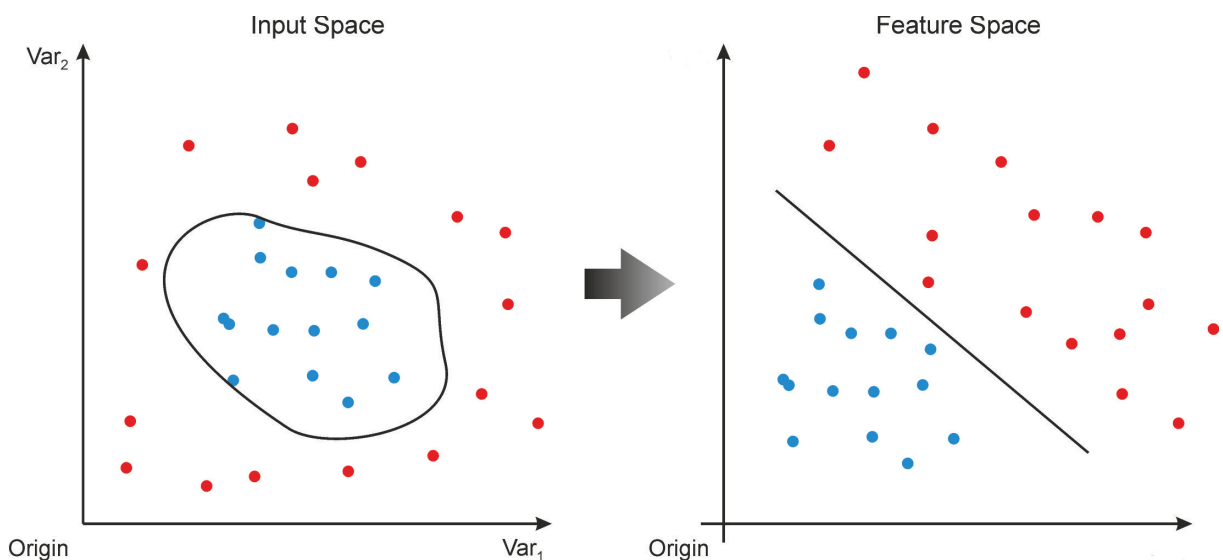 Input Space
Feature Space
Var₂
Origin
Var₁
Origin